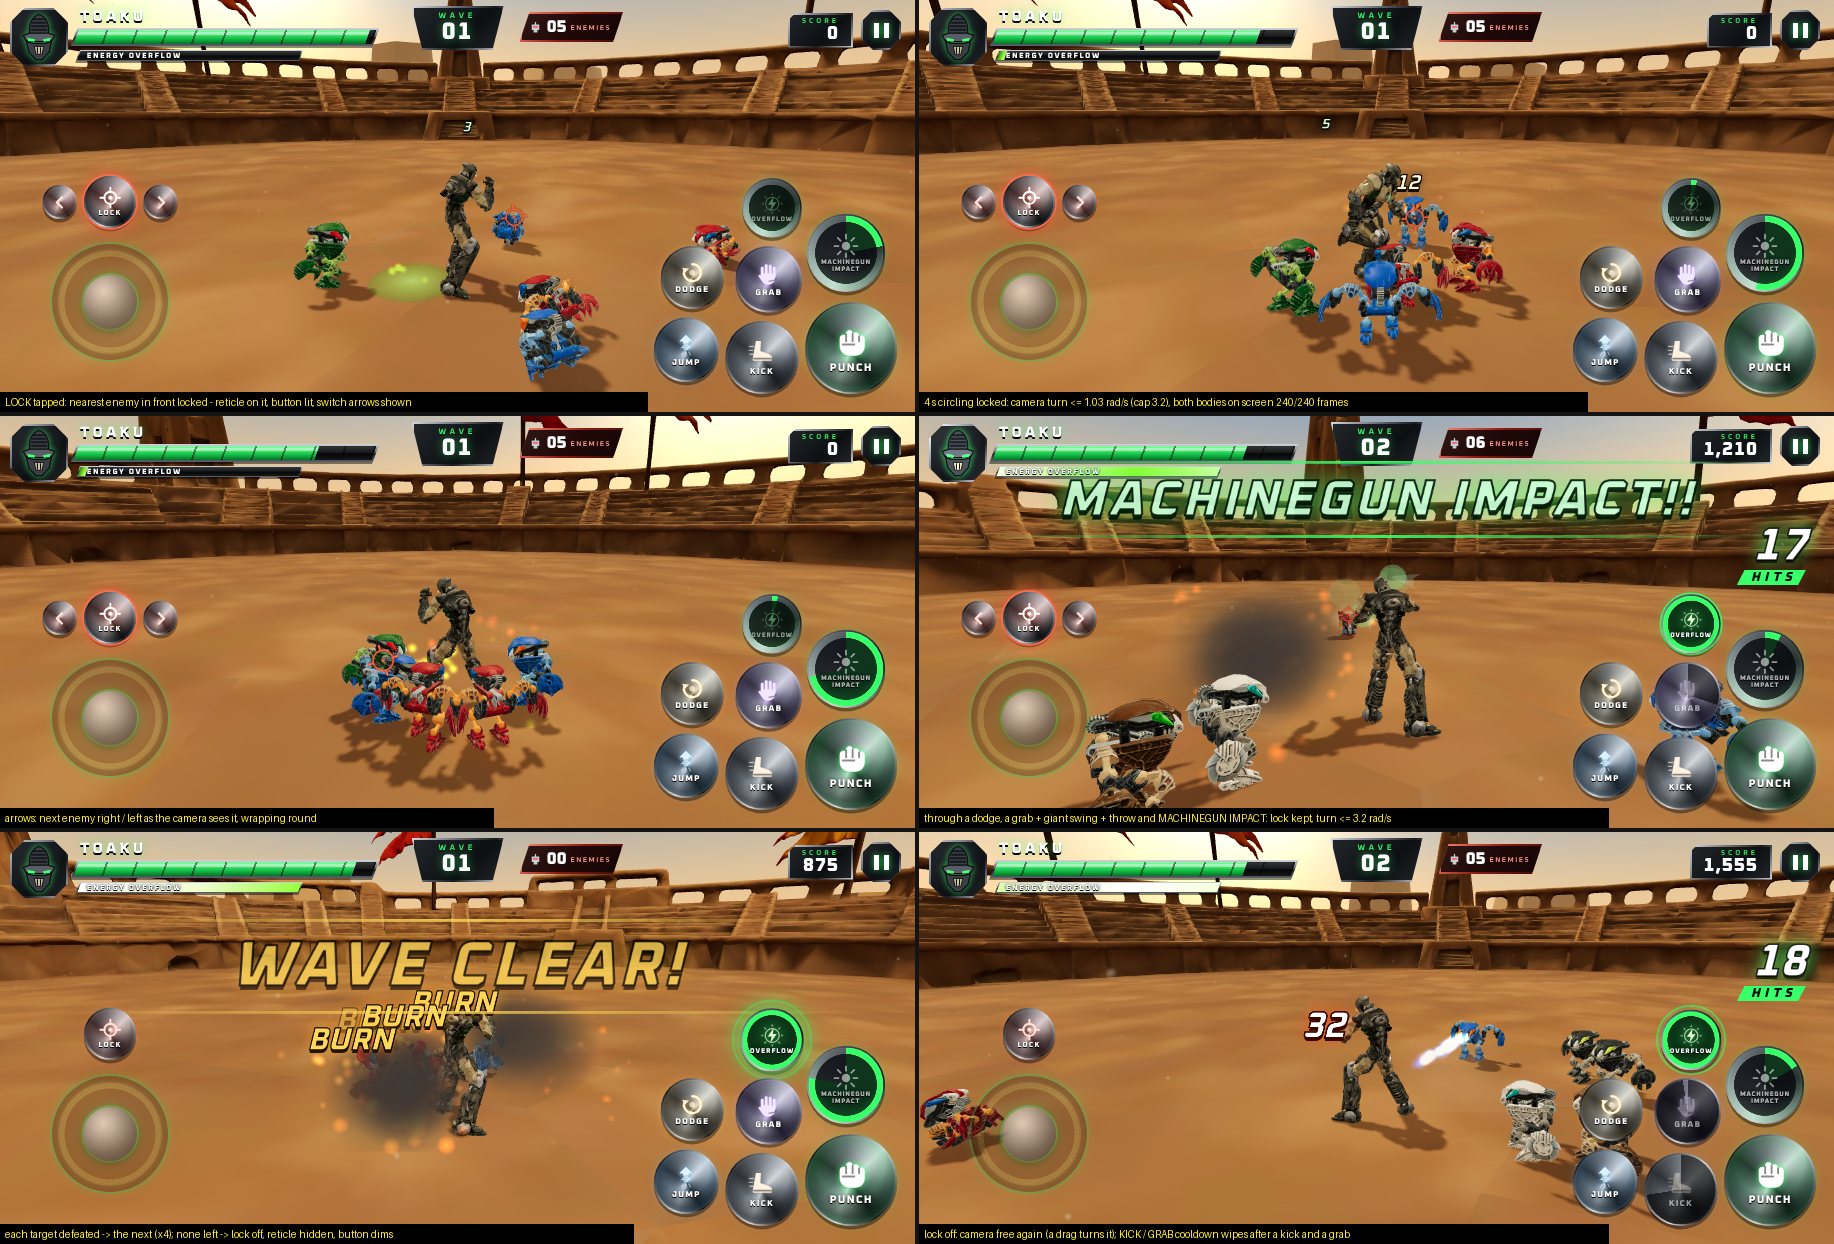 TOAKU
ENERGY OVERFLOW
WAVE
01
05 ENEMIES
SCORE
0
3
LOCK
OVERFLOW
MACHINEGUN
IMPACT
DODGE
GRAB
JUMP
KICK
PUNCH
LOCK tapped: nearest enemy in front locked - reticle on it, button lit, switch arrows shown
TOAKU
ENERGY OVERFLOW
WAVE
01
05 ENEMIES
SCORE
0
5
12
LOCK
OVERFLOW
MACHINEGUN
IMPACT
DODGE
GRAB
JUMP
KICK
PUNCH
4 s circling locked: camera turn <= 1.03 rad/s (cap 3.2), both bodies on screen 240/240 frames
TOAKU
ENERGY OVERFLOW
WAVE
01
05 ENEMIES
SCORE
0
LOCK
OVERFLOW
MACHINEGUN
IMPACT
DODGE
GRAB
JUMP
KICK
PUNCH
arrows: next enemy right / left as the camera sees it, wrapping round
TOAKU
ENERGY OVERFLOW
WAVE
02
06 ENEMIES
SCORE
1,210
MACHINEGUN IMPACT!!
17
HITS
LOCK
OVERFLOW
MACHINEGUN
IMPACT
DODGE
GRAB
JUMP
KICK
PUNCH
through a dodge, a grab + giant swing + throw and MACHINEGUN IMPACT: lock kept, turn <= 3.2 rad/s
TOAKU
ENERGY OVERFLOW
WAVE
01
00 ENEMIES
SCORE
875
WAVE CLEAR!
BURN
BURN
BURN
LOCK
OVERFLOW
MACHINEGUN
IMPACT
DODGE
GRAB
JUMP
KICK
PUNCH
each target defeated -> the next (x4); none left -> lock off, reticle hidden, button dims
TOAKU
ENERGY OVERFLOW
WAVE
02
05 ENEMIES
SCORE
1,555
18
HITS
32
LOCK
OVERFLOW
MACHINEGUN
IMPACT
DODGE
GRAB
JUMP
KICK
PUNCH
lock off: camera free again (a drag turns it); KICK / GRAB cooldown wipes after a kick and a grab